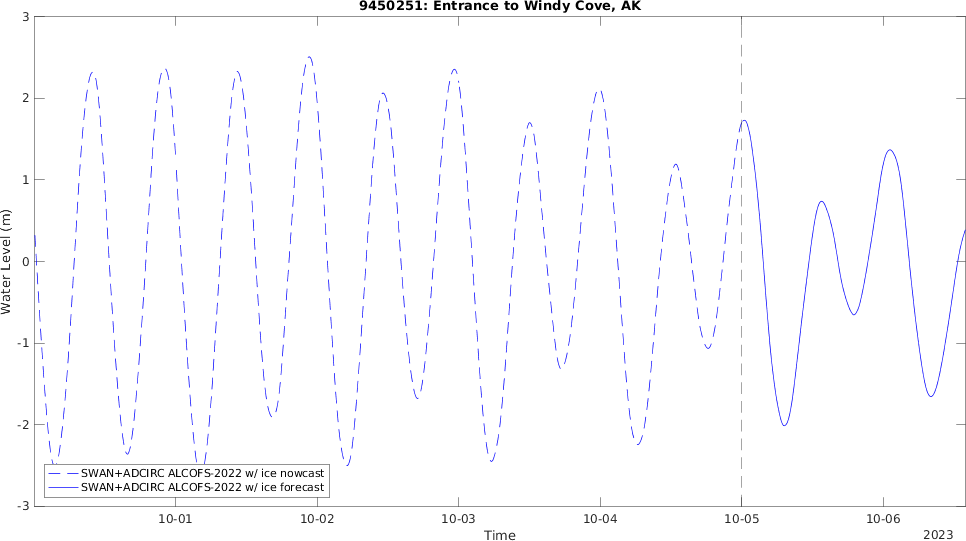 9450251: Entrance to Windy Cove, AK
3
2
1
0
-1
-2
-3
Water Level (m)
SWAN+ADCIRC ALCOFS-2022 w/ ice nowcast
SWAN+ADCIRC ALCOFS-2022 w/ ice forecast
10-01
10-02
10-03
10-04
10-05
10-06
Time
2023